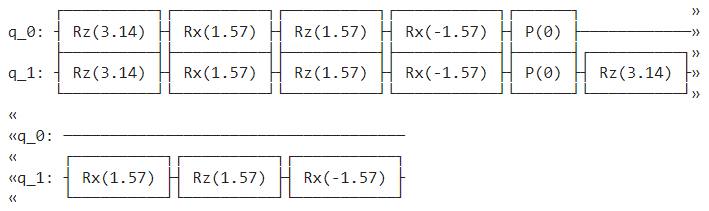 »
q_0: Rz(3.14) Rx(1.57) Rz(1.57) Rx(-1.57) P(0) »
»
q_1: Rz(3.14) Rx(1.57) Rz(1.57) Rx(-1.57) P(0) Rz(3.14) »
»
«
«q_0:
«
«q_1: Rx(1.57) Rz(1.57) Rx(-1.57)
«